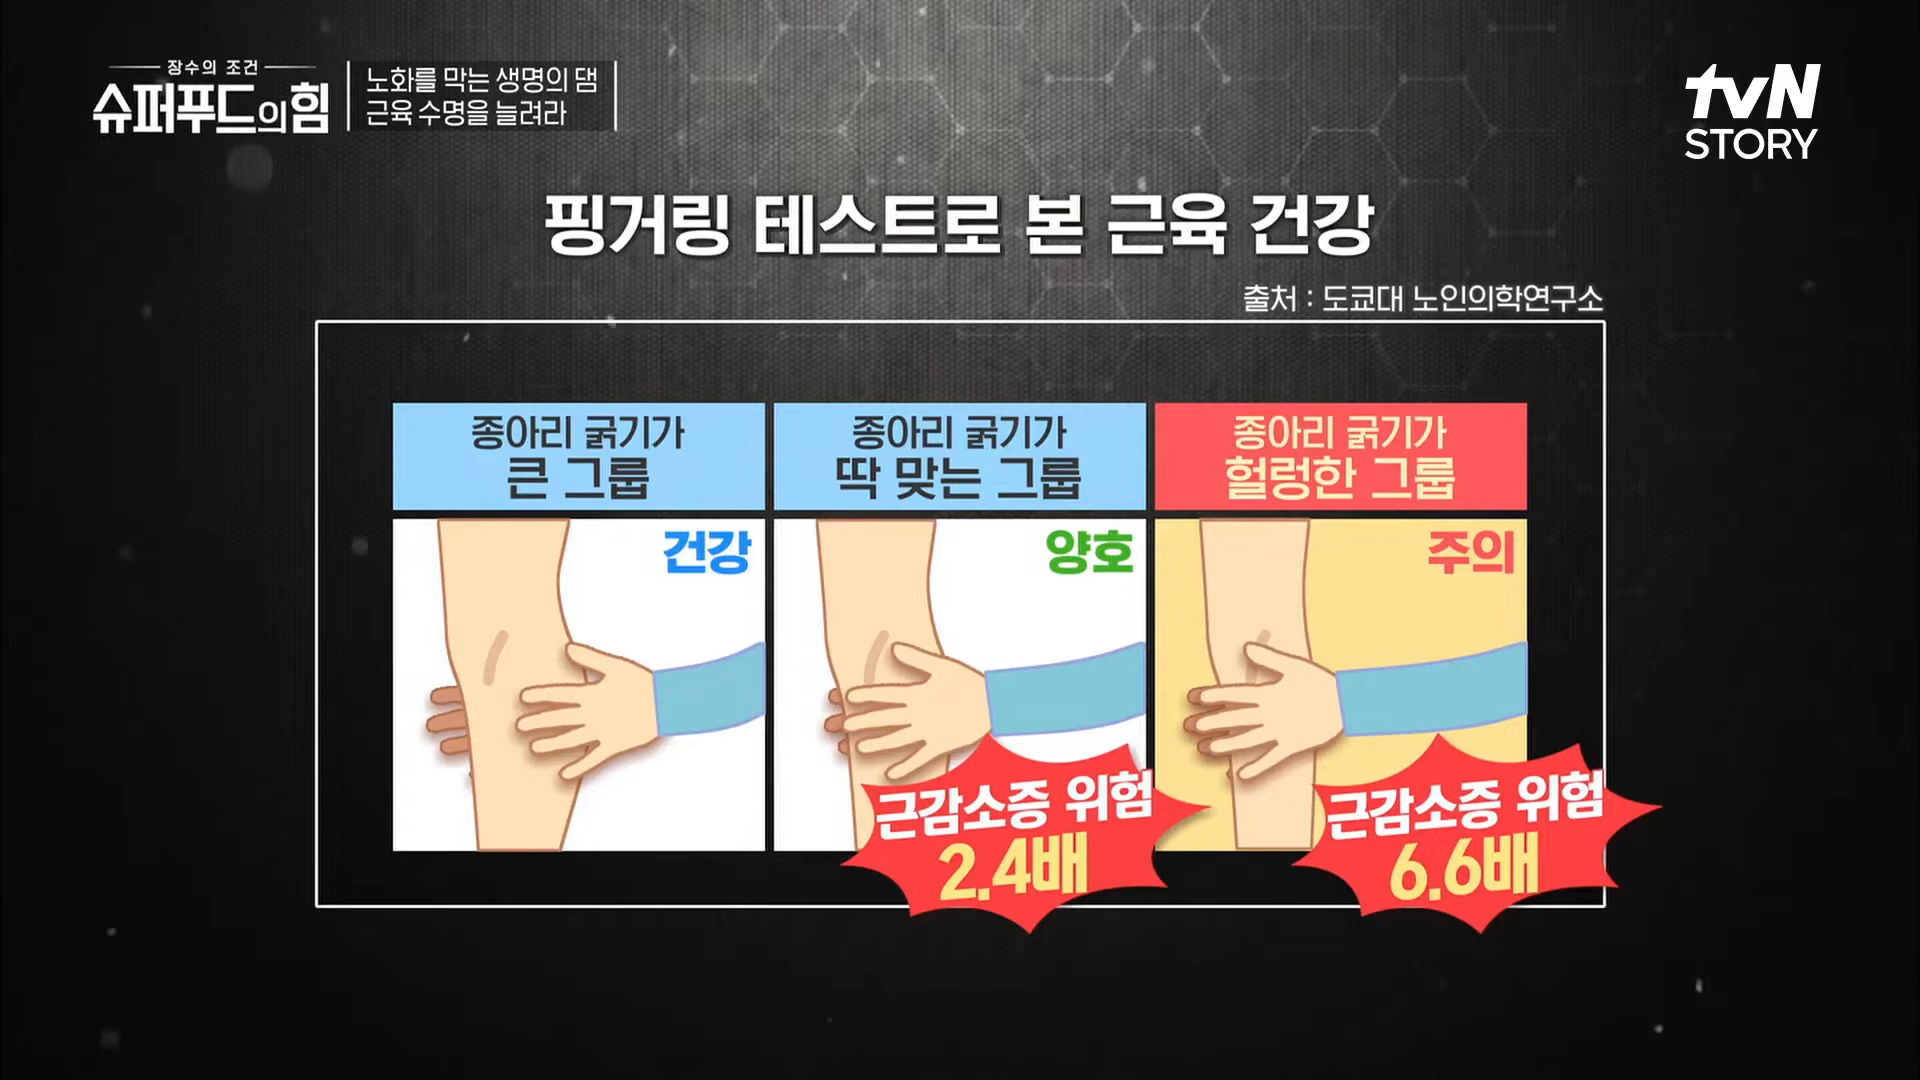 장수의 조건
슈퍼푸드의 힘
노화를 막는 생명의 댐
근육 수명을 늘려라
tvN
STORY
핑거링 테스트로 본 근육 건강
출처 : 도쿄대 노인의학연구소
종아리 굵기가
큰 그룹
건강
종아리 굵기가
딱 맞는 그룹
양호
근감소증 위험
2.4배
종아리 굵기가
헐렁한 그룹
주의
근감소증 위험
6.6배